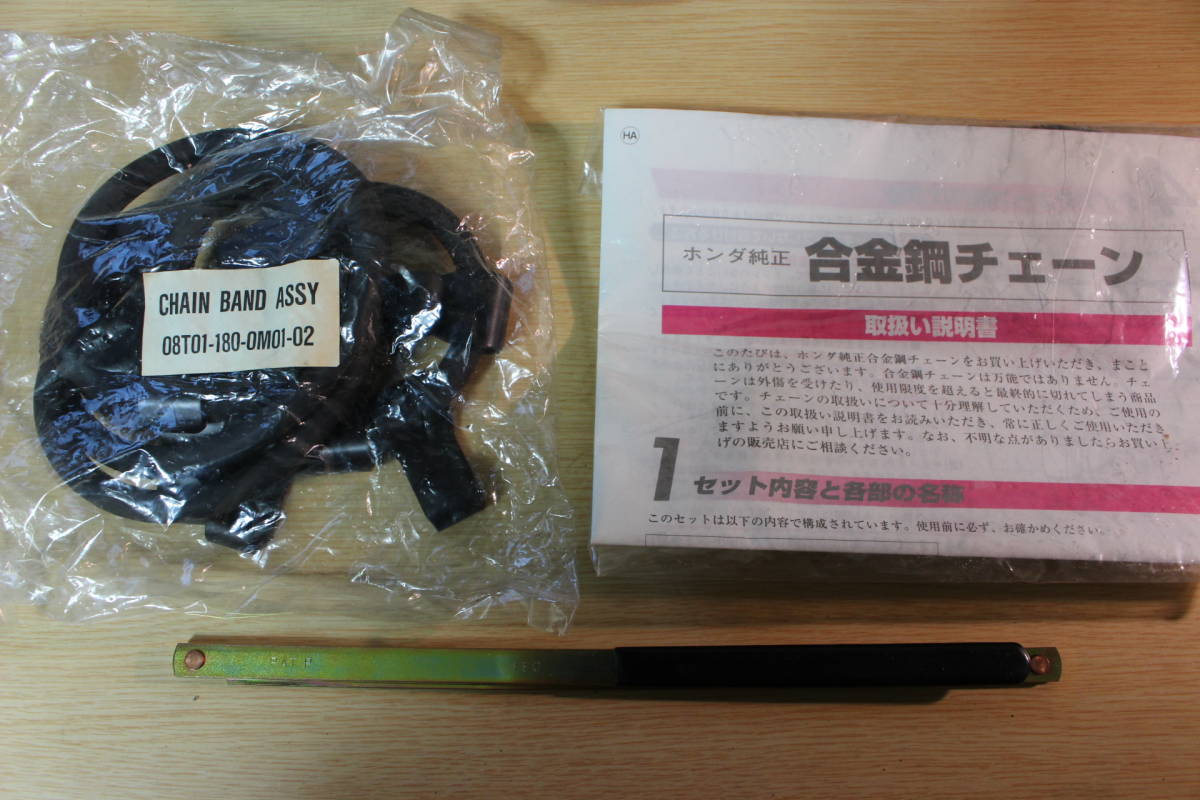 CHAIN BAND ASSY
08T01-180-0M01-02
HA
ホンダ純正 合金鋼チェーン
取扱い説明書
このたびは、ホンダ純正合金鋼チェーンをお買い上げいただき、まこと
にありがとうございます。合金鋼チェーンは万能ではありません。チェ
ーンは外傷を受けたり、使用限度を超えると最終的に切れてしまう商品
です。チェーンの取扱いについて十分理解していただくため、ご使用の
前に、この取扱い説明書をお読みいただき、常に正しくご使用いただき
ますようお願い申し上げます。なお、不明な点がありましたらお買い上
げの販売店にご相談ください。
1 セット内容と各部の名称
このセットは以下の内容で構成されています。使用前に必ず、お確かめください。